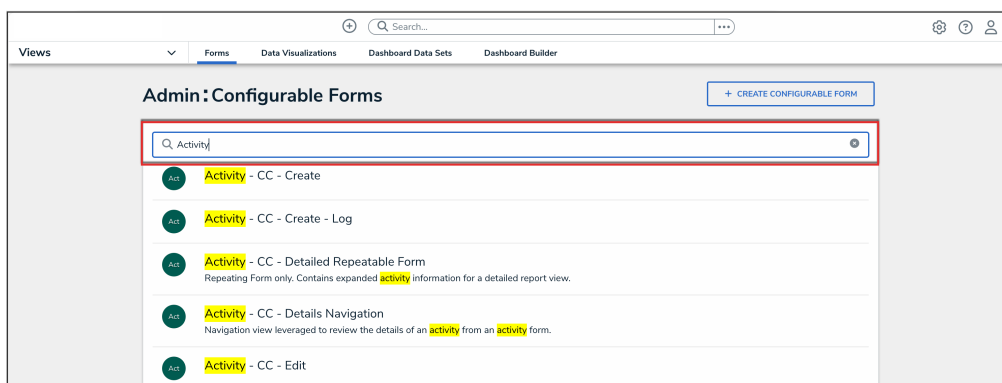 Search...
Views
Forms Data Visualizations Dashboard Data Sets Dashboard Builder
Admin: Configurable Forms
+ CREATE CONFIGURABLE FORM
Activity
Act Activity - CC - Create
Act Activity - CC - Create - Log
Act Activity - CC - Detailed Repeatable Form
Repeating Form only. Contains expanded activity information for a detailed report view.
Act Activity - CC - Details Navigation
Navigation view leveraged to review the details of an activity from an activity form.
Act Activity - CC - Edit